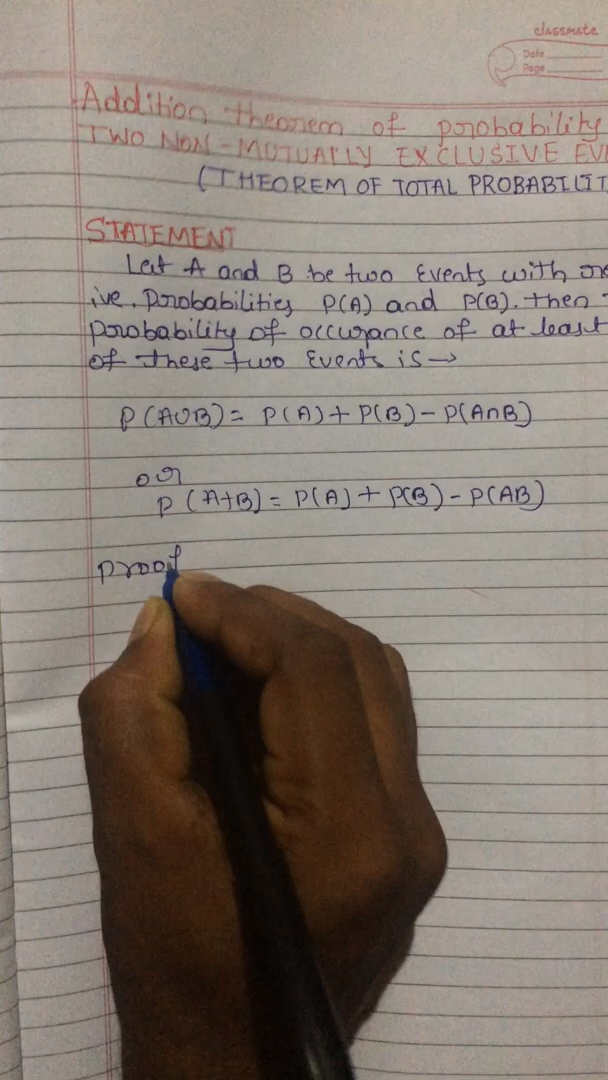 classmate
Date
Page
Addition theorem of probability
TWO NON-MUTUALLY EXCLUSIVE
(THEOREM OF TOTAL
STATEMENT
Let A and B be two Events with
ive, Probabilities P(A) and P(B). then
probability of occurance of at least
of these two Events is →
P(A∪B) = P(A) + P(B) - P(A∩B)
or
P(A+B) = P(A) + P(B) - P(AB)
proof